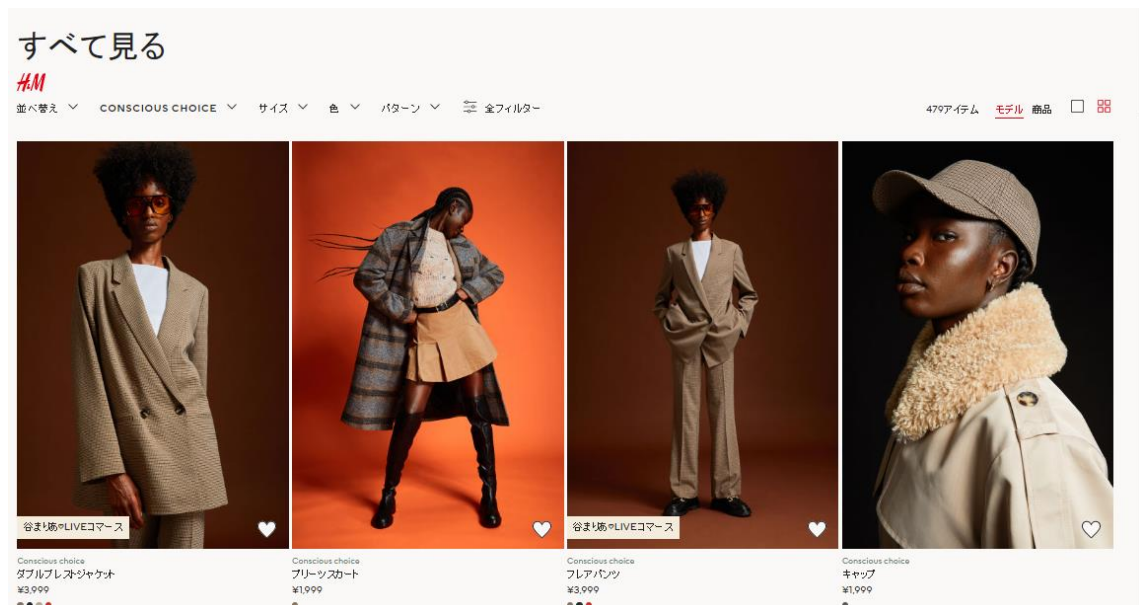 すべて見る
H&M
並べ替え CONSCIOUS CHOICE サイズ 色 パターン 全フィルター 479アイテム モデル 商品
谷まりあ♡LIVEコマース
谷まりあ♡LIVEコマース
Conscious choice
ダブルブレストジャケット
¥3,999
Conscious choice
プリーツスカート
¥1,999
Conscious choice
フレアパンツ
¥3,999
Conscious choice
キャップ
¥1,999